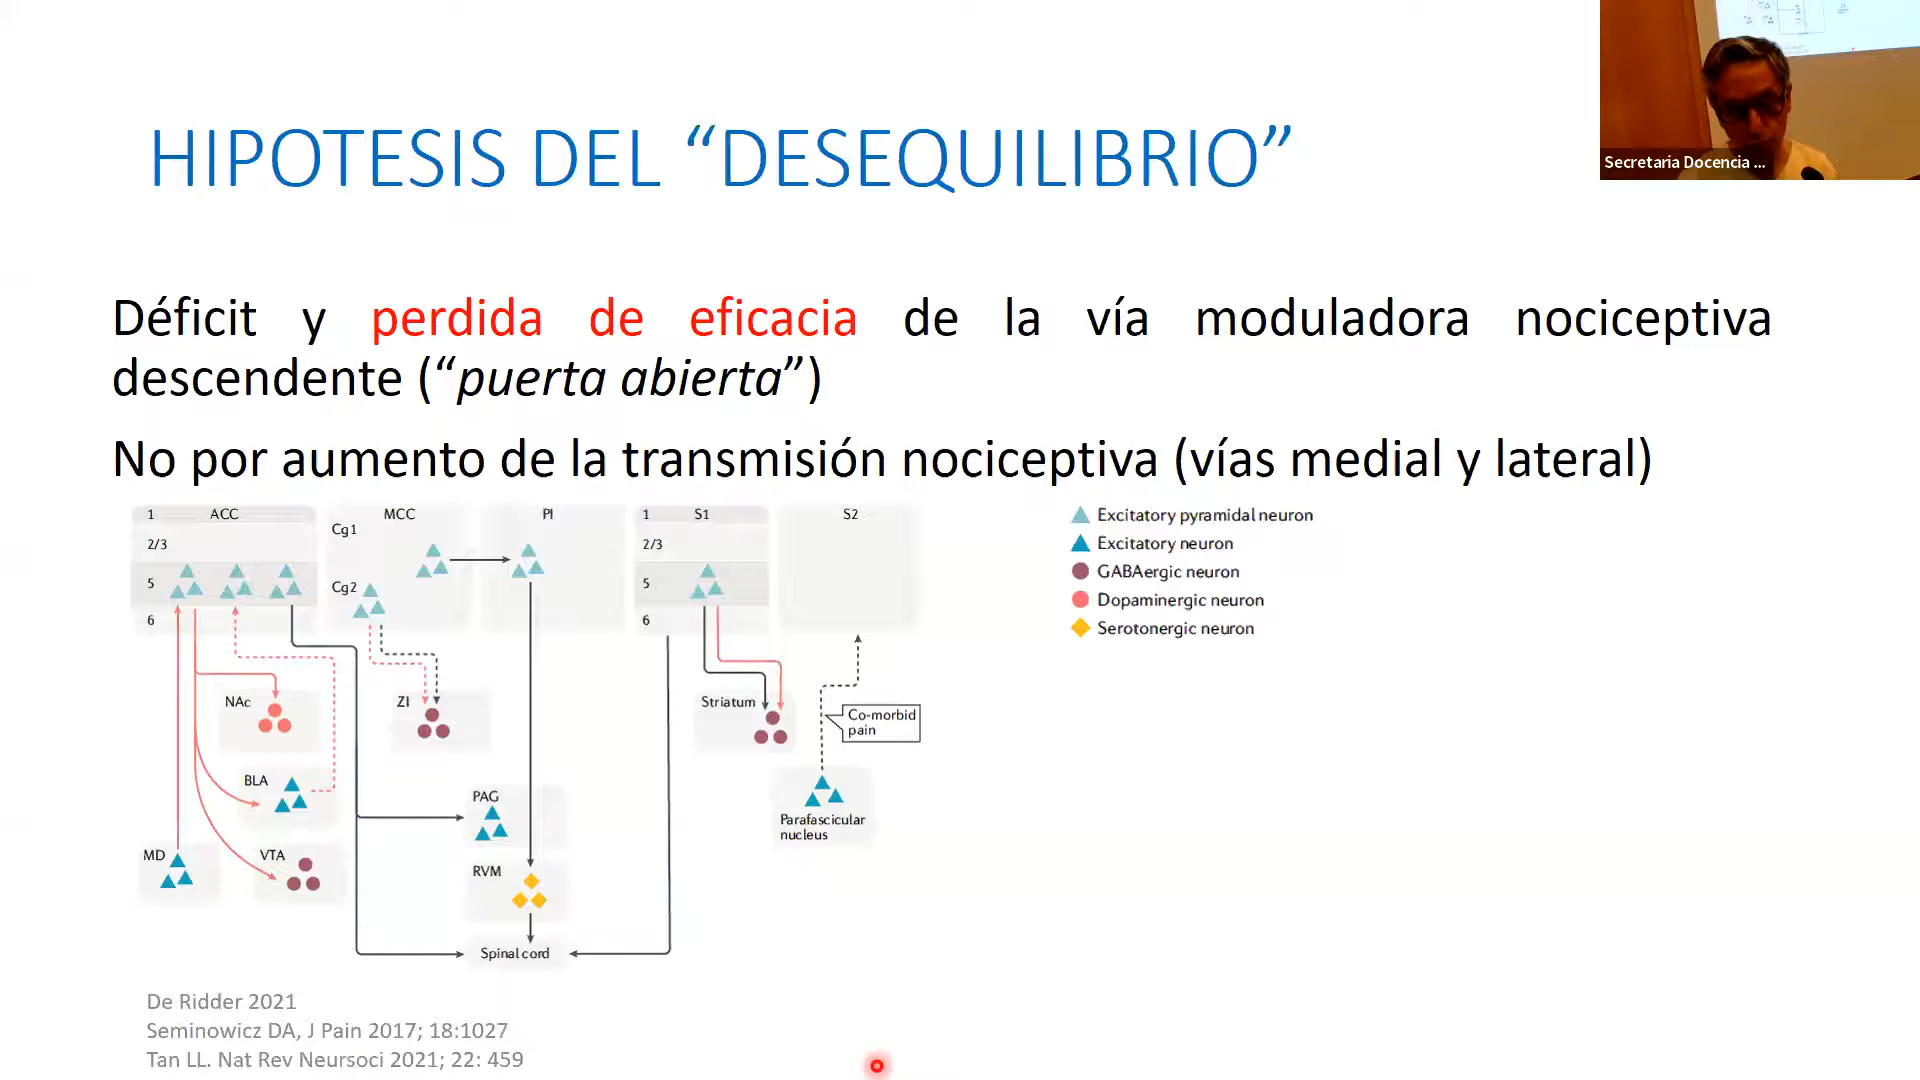 HIPOTESIS DEL “DESEQUILIBRIO”
Secretaria Docencia ...
Déficit y perdida de eficacia de la vía moduladora nociceptiva
descendente (“puerta abierta”)
No por aumento de la transmisión nociceptiva (vías medial y lateral)
1 ACC
2/3
5
6
MCC
Cg1
Cg2
PI
1 S1
2/3
5
6
S2
Excitatory pyramidal neuron
Excitatory neuron
GABAergic neuron
Dopaminergic neuron
Serotonergic neuron
NAc
ZI
Striatum
Co-morbid
pain
BLA
PAG
Parafascicular
nucleus
MD
VTA
RVM
Spinal cord
De Ridder 2021
Seminowicz DA, J Pain 2017; 18:1027
Tan LL. Nat Rev Neursoci 2021; 22: 459